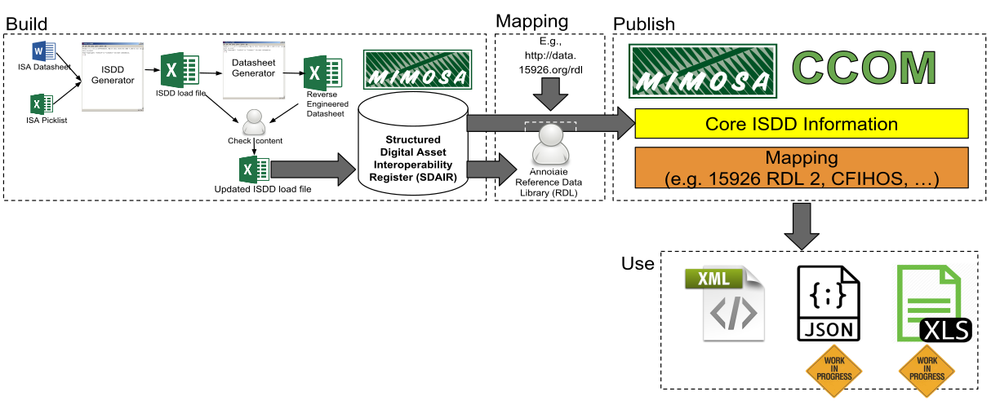 Build
ISA Datasheet
ISA Picklist
ISDD
Generator
ISDD load file
Datasheet
Generator
Reverse
Engineered
Datasheet
Check content
Updated ISDD load file
MIMOSA
Structured
Digital Asset
Interoperability
Register (SDAIR)
Mapping
E.g.,
http://data.
15926.org/rdl
Annotate
Reference Data
Library (RDL)
Publish
MIMOSA
CCOM
Core ISDD Information
Mapping
(e.g. 15926 RDL 2, CFIHOS, …)
Use
XML
</>
{;}
JSON
XLS
WORK
IN
PROGRESS
WORK
IN
PROGRESS